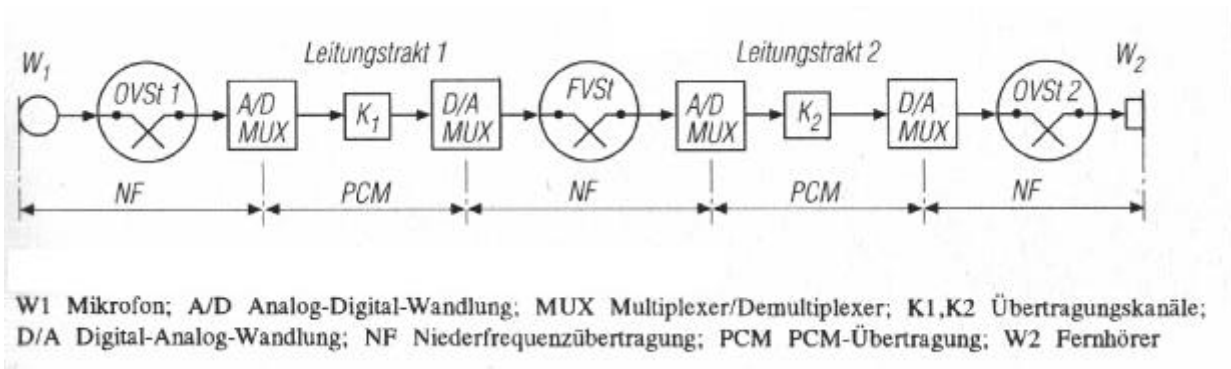 Leitungstrakt 1
Leitungstrakt 2
W1
W2
OVSt 1
A/D
MUX
K1
D/A
MUX
FVSt
A/D
MUX
K2
D/A
MUX
OVSt 2
NF
PCM
NF
PCM
NF
W1 Mikrofon; A/D Analog-Digital-Wandlung; MUX Multiplexer/Demultiplexer; K1,K2 Übertragungskanäle;
D/A Digital-Analog-Wandlung; NF Niederfrequenzübertragung; PCM PCM-Übertragung; W2 Fernhörer